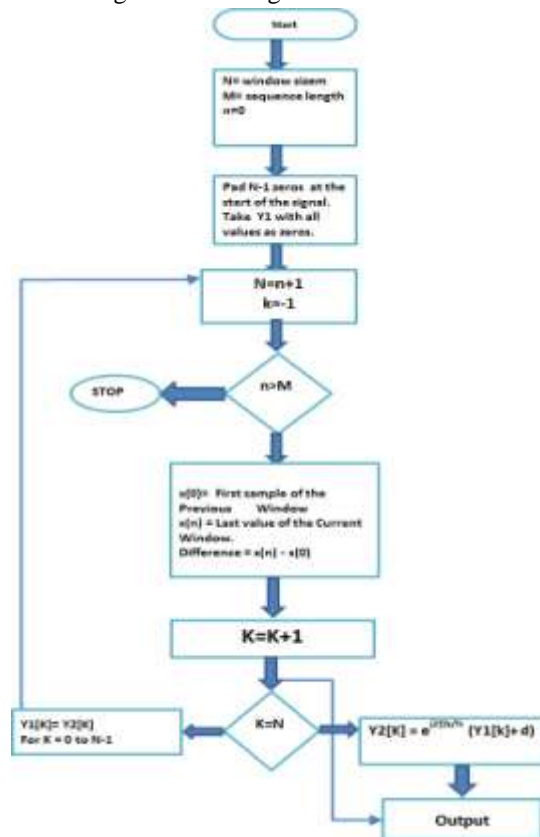 Start
N= window sizem
M= sequence length
n=0
Pad N-1 zeros at the
start of the signal.
Take Y1 with all
values as zeros.
N=n+1
k=-1
n>M
STOP
x(0)= First sample of the
Previous Window
x(n) = Last value of the Current
Window.
Difference = x(n) - x(0)
K=K+1
K=N
Y1[K]= Y2[K]
For K = 0 to N-1
Y2[K] = (Y1[k]+d)
Output